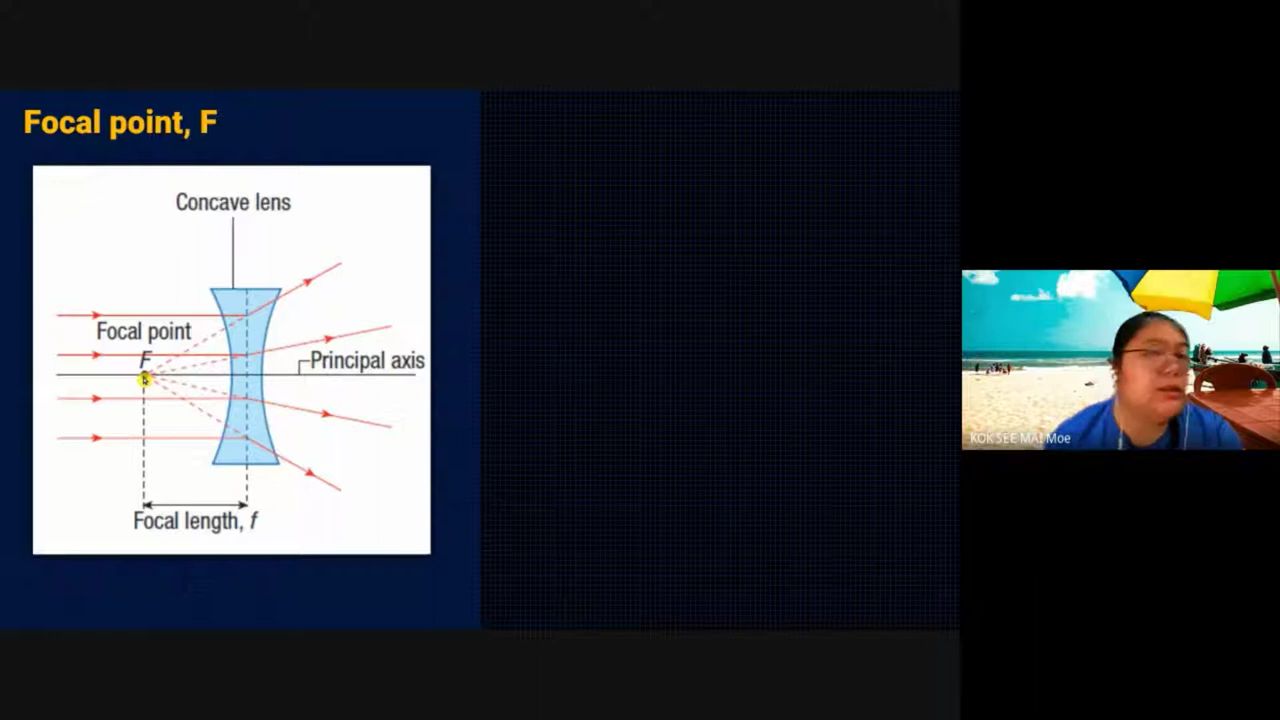 Focal point, F
Concave lens
Focal point
F
Principal axis
Focal length, f
KOK SEE MAI Moe